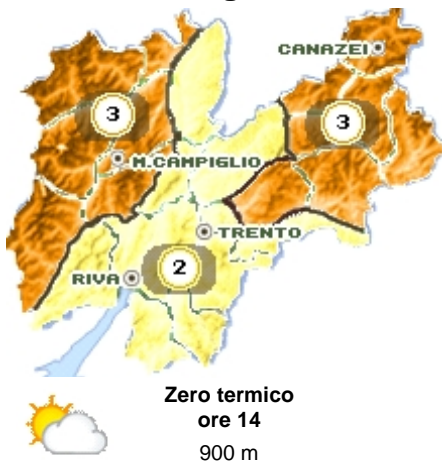 CANAZEI
3
3
M.CAMPIGLIO
TRENTO
2
RIVA
Zero termico
ore 14
900 m